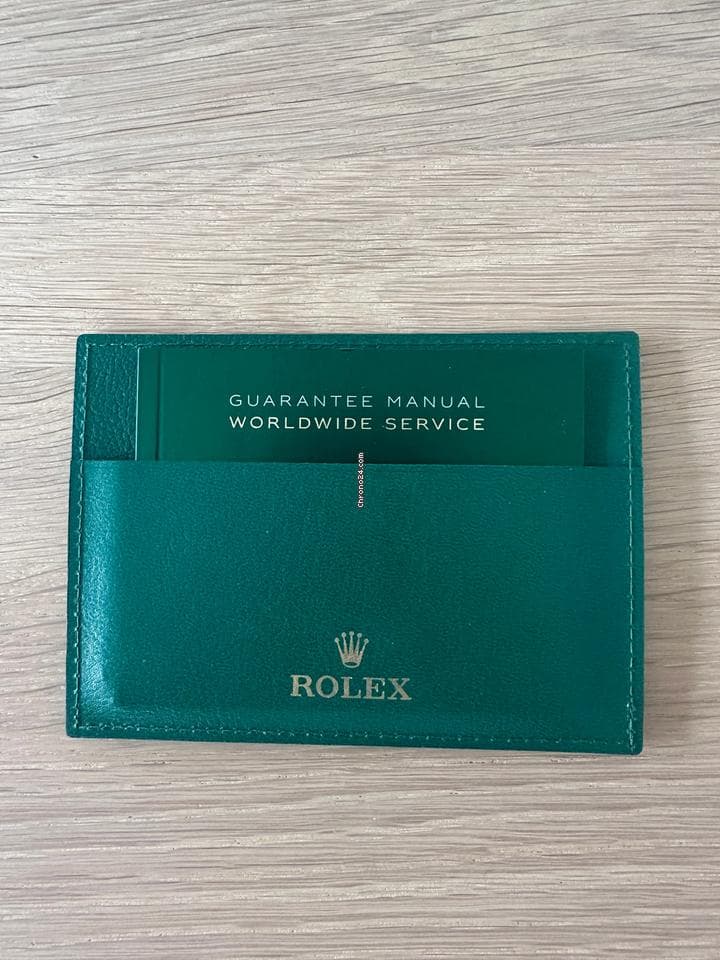 GUARANTEE MANUAL
WORLDWIDE SERVICE
Chrono24.com
ROLEX